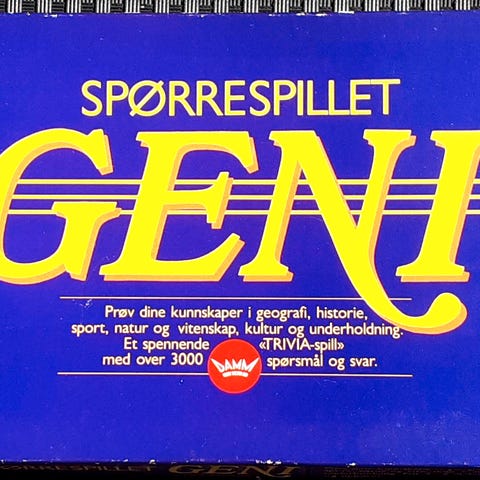 SPØRRESPILLET
GENI
Prøv dine kunnskaper i geografi, historie,
sport, natur og vitenskap, kultur og underholdning.
Et spennende «TRIVIA-spill»
med over 3000 spørsmål og svar.
DAMM
SPØRRESPILLET GENI